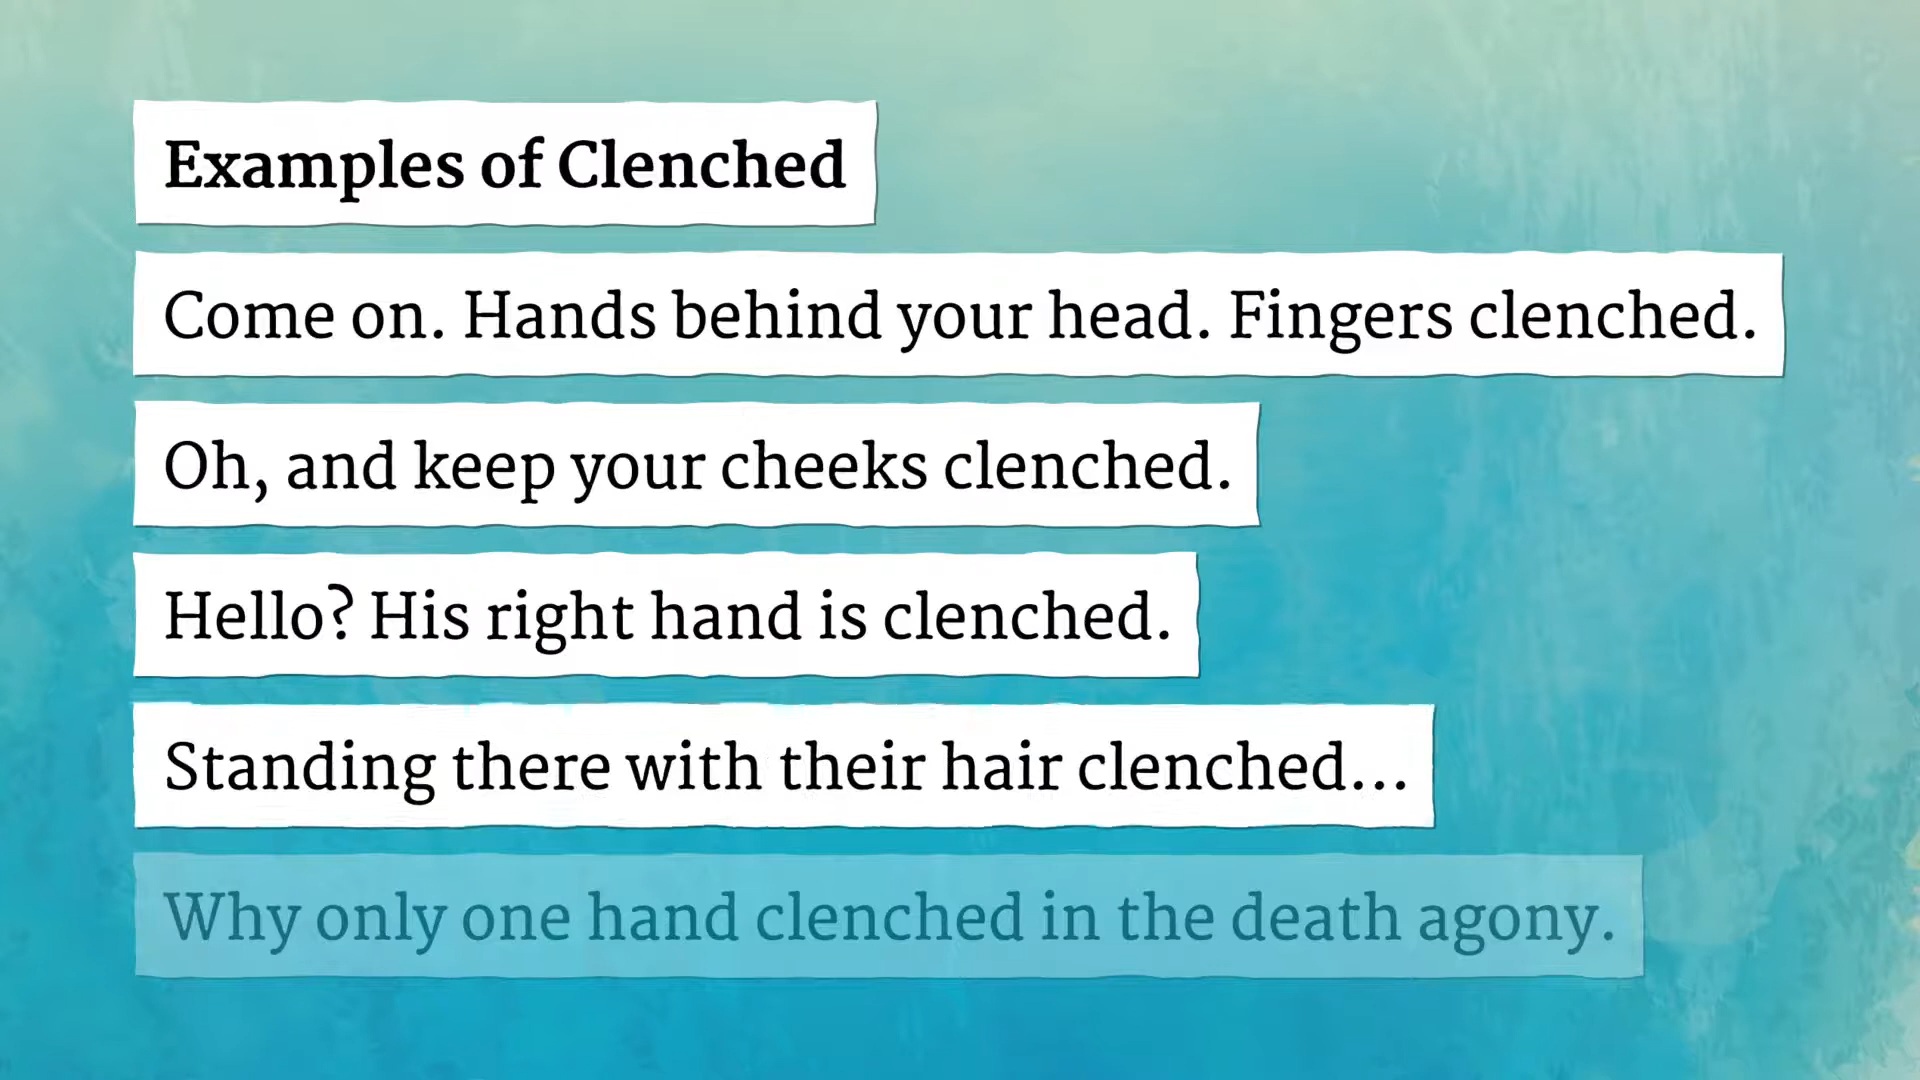 Examples of Clenched
Come on. Hands behind your head. Fingers clenched.
Oh, and keep your cheeks clenched.
Hello? His right hand is clenched.
Standing there with their hair clenched...
Why only one hand clenched in the death agony.